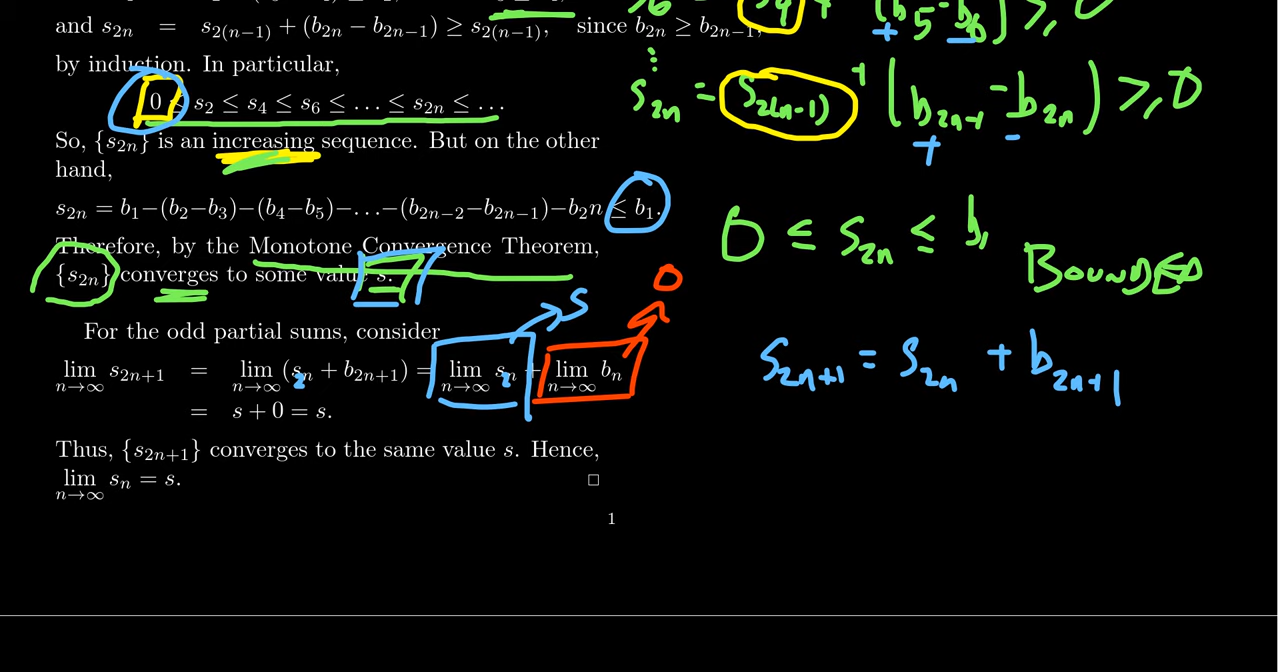 and s_{2n} = s_{2(n−1)} + (b_{2n} − b_{2n−1}) ≥ s_{2(n−1)}, since b_{2n} ≥ b_{2n−1},
by induction. In particular,
0 ≤ s_2 ≤ s_4 ≤ s_6 ≤ … ≤ s_{2n} ≤ …
So, {s_{2n}} is an increasing sequence. But on the other
hand,
s_{2n} = b_1−(b_2−b_3)−(b_4−b_5)−…−(b_{2n−2}−b_{2n−1})−b_2n ≤ b_1.
Therefore, by the Monotone Convergence Theorem,
{s_{2n}} converges to some value s.
For the odd partial sums, consider
lim_{n→∞} s_{2n+1} = lim_{n→∞} (s_{2n} + b_{2n+1}) = lim_{n→∞} s_{2n} + lim_{n→∞} b_n
= s + 0 = s.
Thus, {s_{2n+1}} converges to the same value s. Hence,
lim_{n→∞} s_n = s. □
1
S
0
+ −
⋮
s_{2n} = s_{2(n−1)} + (b_{2n−1} − b_{2n}) ≥ 0
+ −
0 ≤ s_{2n} ≤ b_1
Bounded
s_{2n+1} = s_{2n} + b_{2n+1}